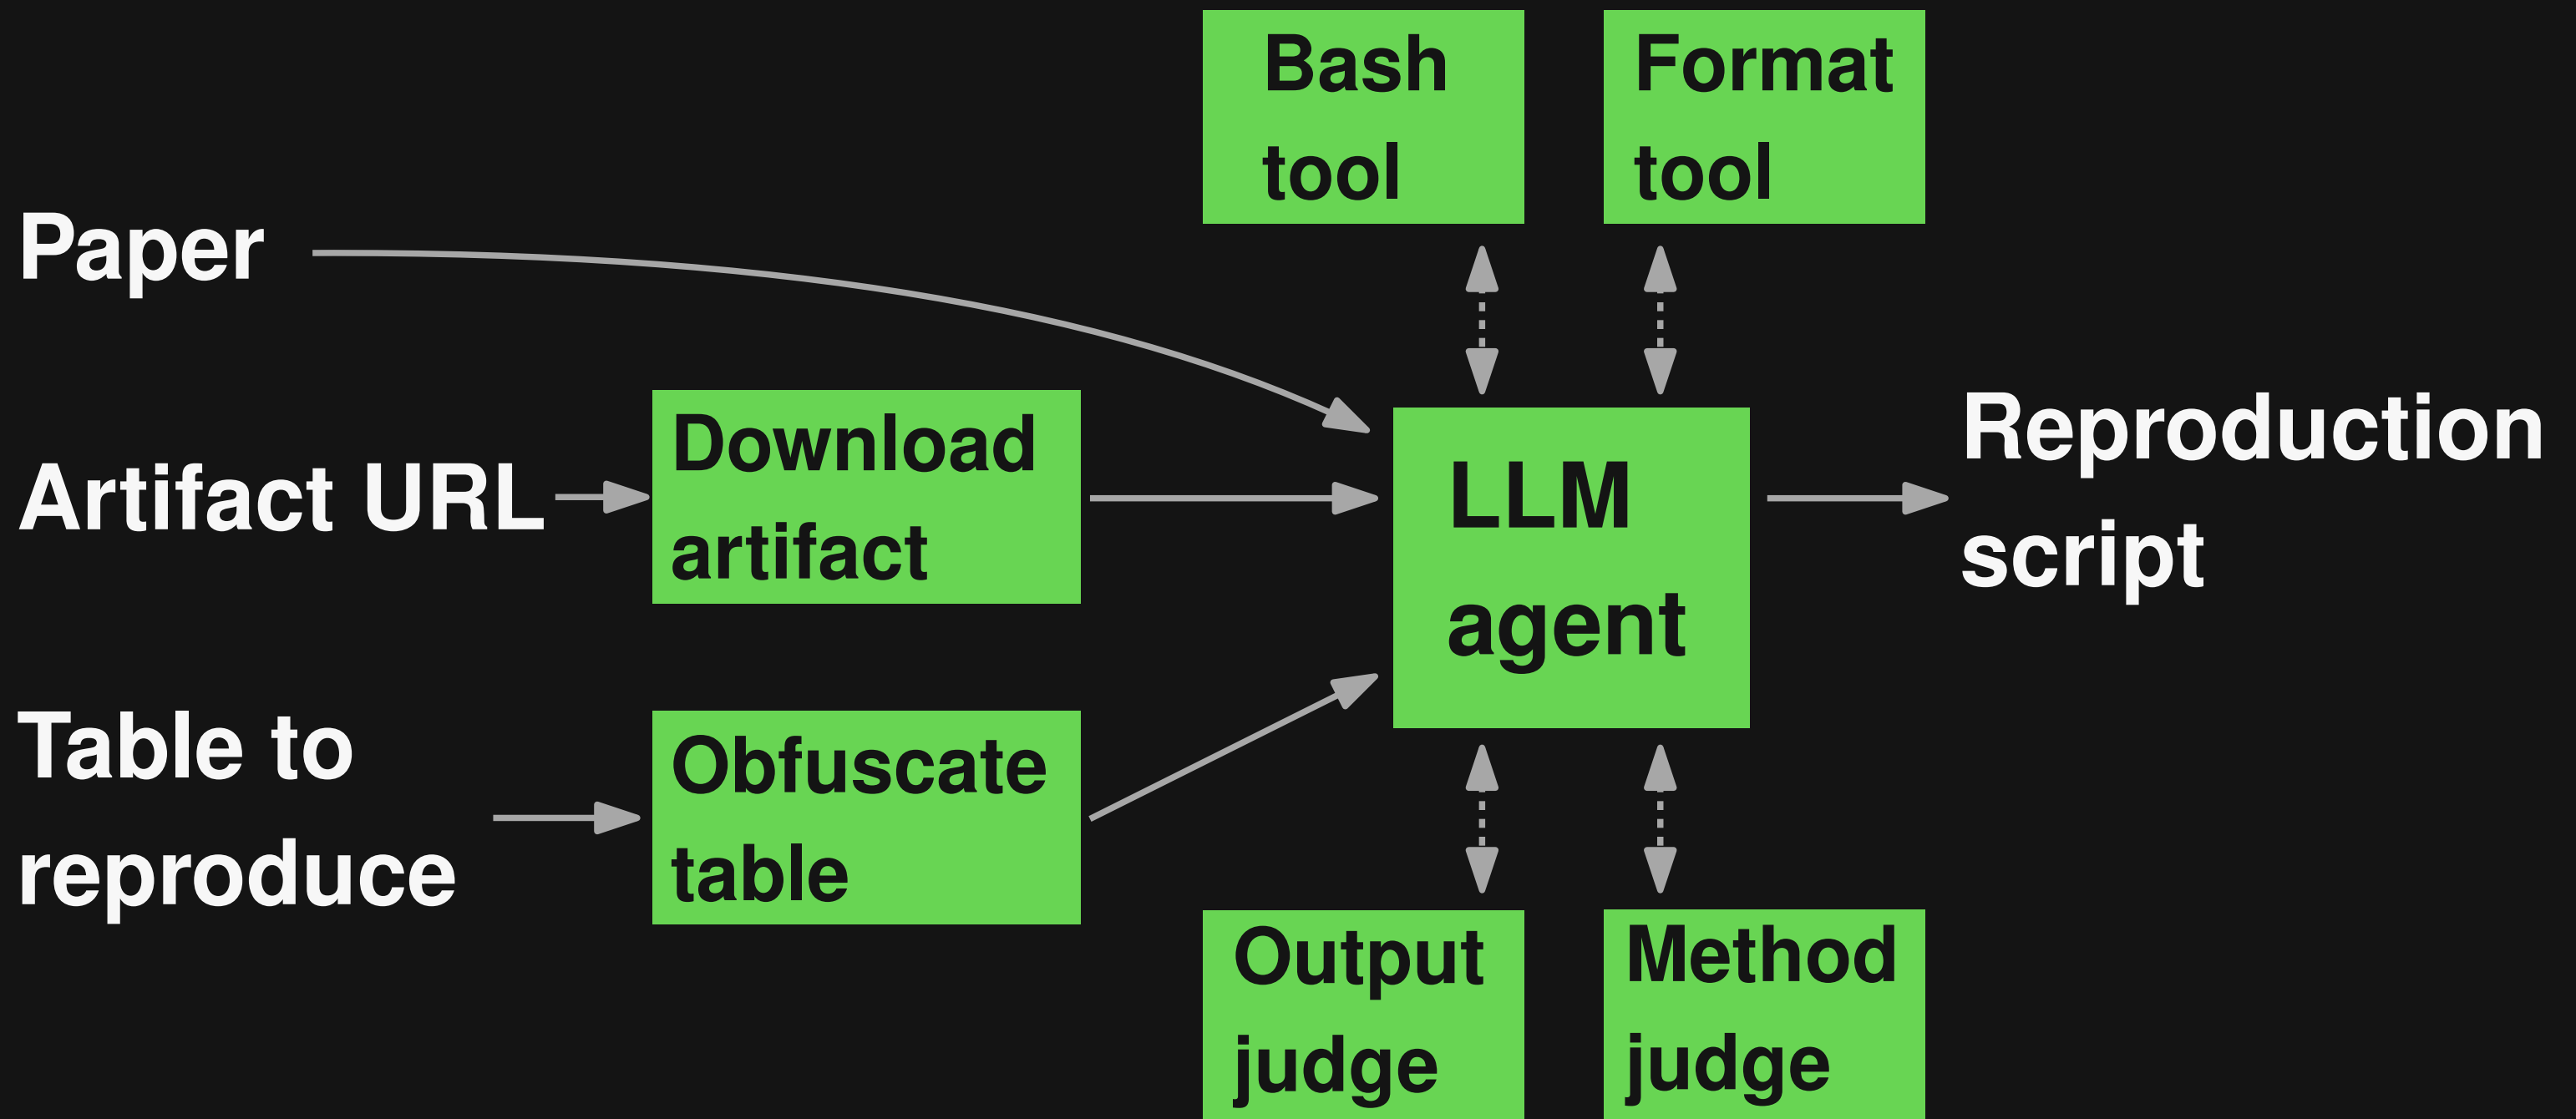 Bash
tool
Format
tool
Paper
Artifact URL
Download
artifact
Table to
reproduce
Obfuscate
table
LLM
agent
Reproduction
script
Output
judge
Method
judge